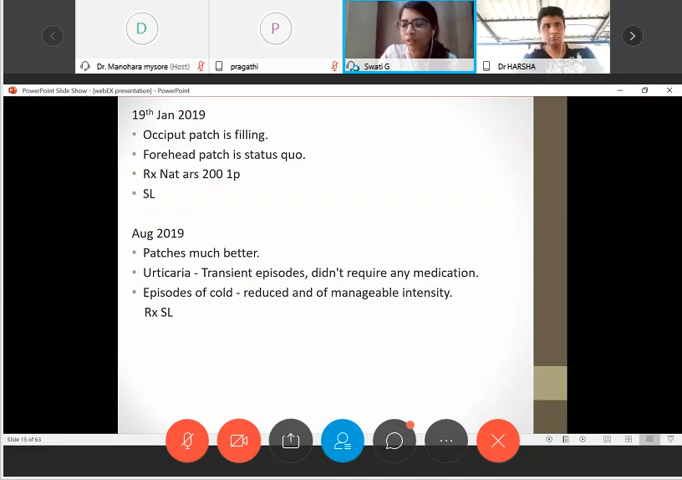 D
P
Dr. Manohara mysore (Host)
pragathi
Swati G
Dr HARSHA
PowerPoint Slide Show - [webEX presentation] - PowerPoint
19th Jan 2019
• Occiput patch is filling.
• Forehead patch is status quo.
• Rx Nat ars 200 1p
• SL
Aug 2019
• Patches much better.
• Urticaria - Transient episodes, didn't require any medication.
• Episodes of cold - reduced and of manageable intensity.
Rx SL
Slide 15 of 63